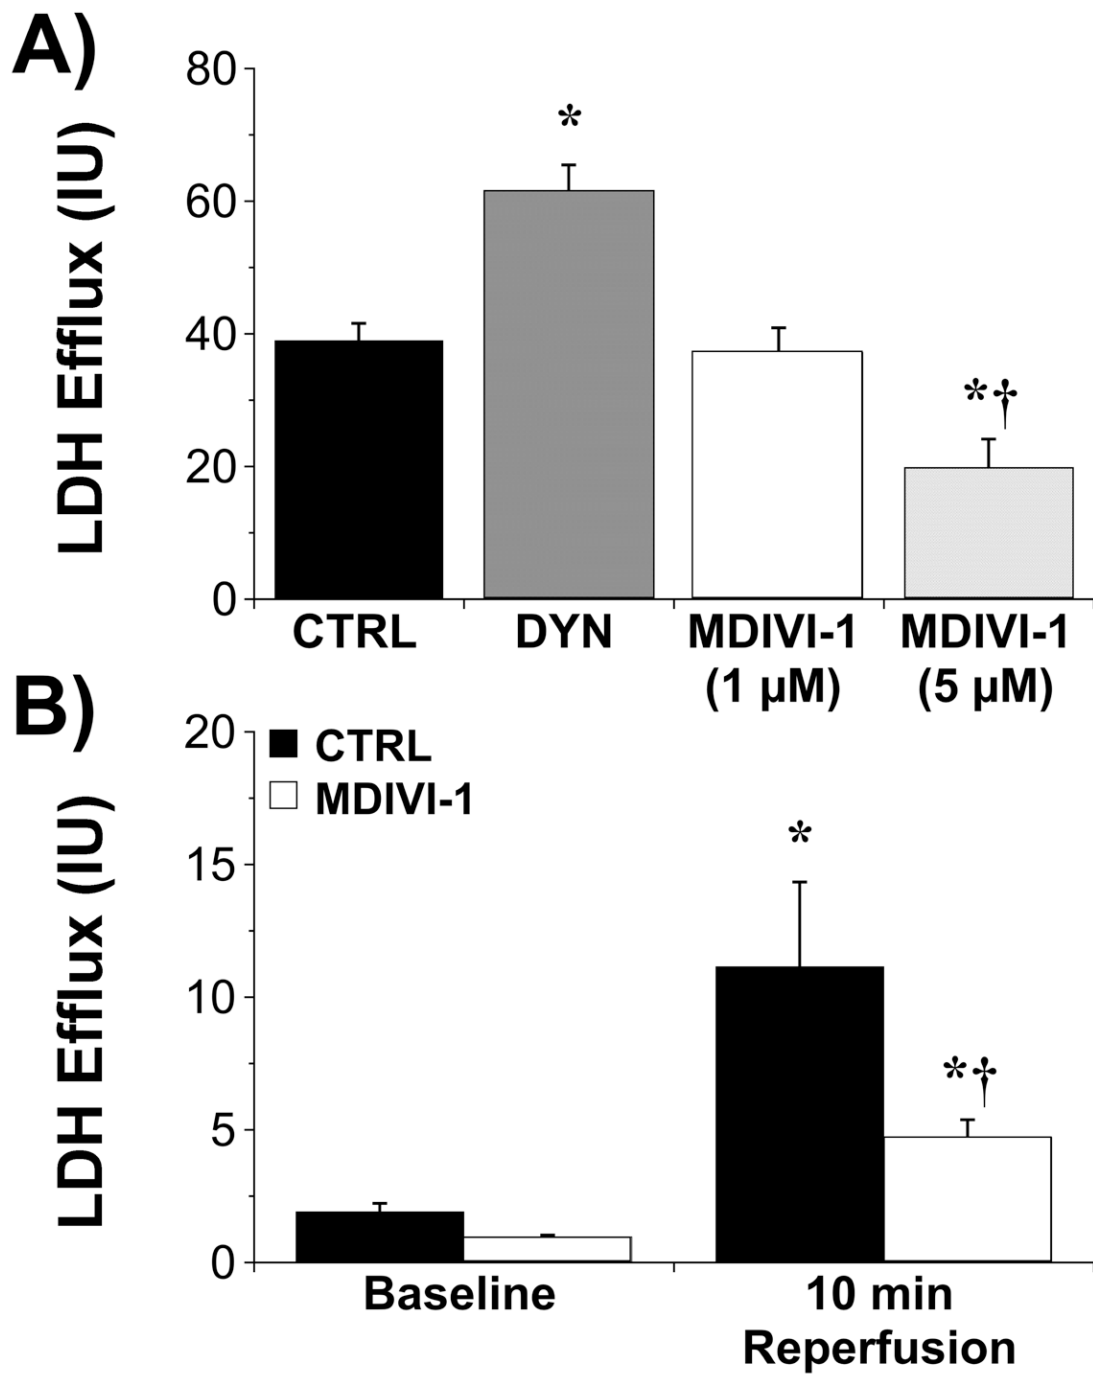 A)
LDH Efflux (IU)
80
60
40
20
0
*
*†
CTRL
DYN
MDIVI-1
(1 µM)
MDIVI-1
(5 µM)
B)
LDH Efflux (IU)
20
15
10
5
0
CTRL
MDIVI-1
*
*†
Baseline
10 min
Reperfusion